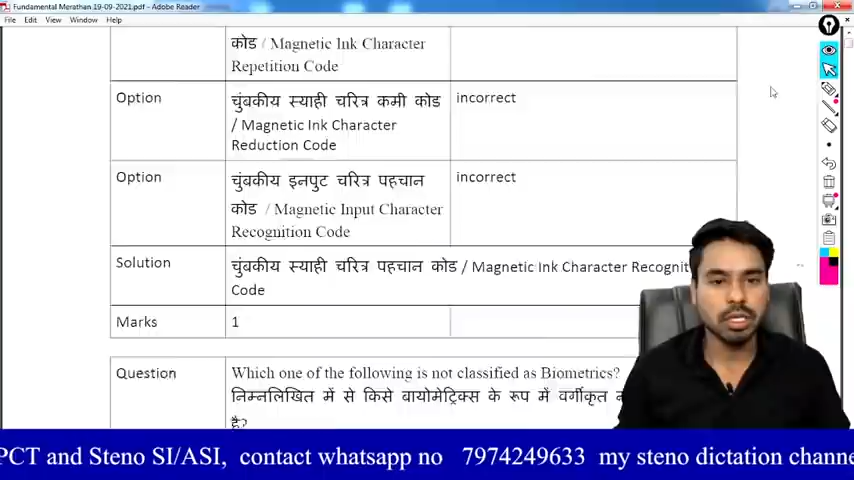 Fundamental Merathan 19-09-2021.pdf - Adobe Reader
File Edit View Window Help
कोड / Magnetic Ink Character
Repetition Code
Option चुंबकीय स्याही चरित्र कमी कोड incorrect
/ Magnetic Ink Character
Reduction Code
Option चुंबकीय इनपुट चरित्र पहचान incorrect
कोड / Magnetic Input Character
Recognition Code
Solution चुंबकीय स्याही चरित्र पहचान कोड / Magnetic Ink Character Recognit
Code
Marks 1
Question Which one of the following is not classified as Biometrics?
निम्नलिखित में से किसे बायोमेट्रिक्स के रूप में वर्गीकृत
है?
PCT and Steno SI/ASI, contact whatsapp no 7974249633 my steno dictation channe